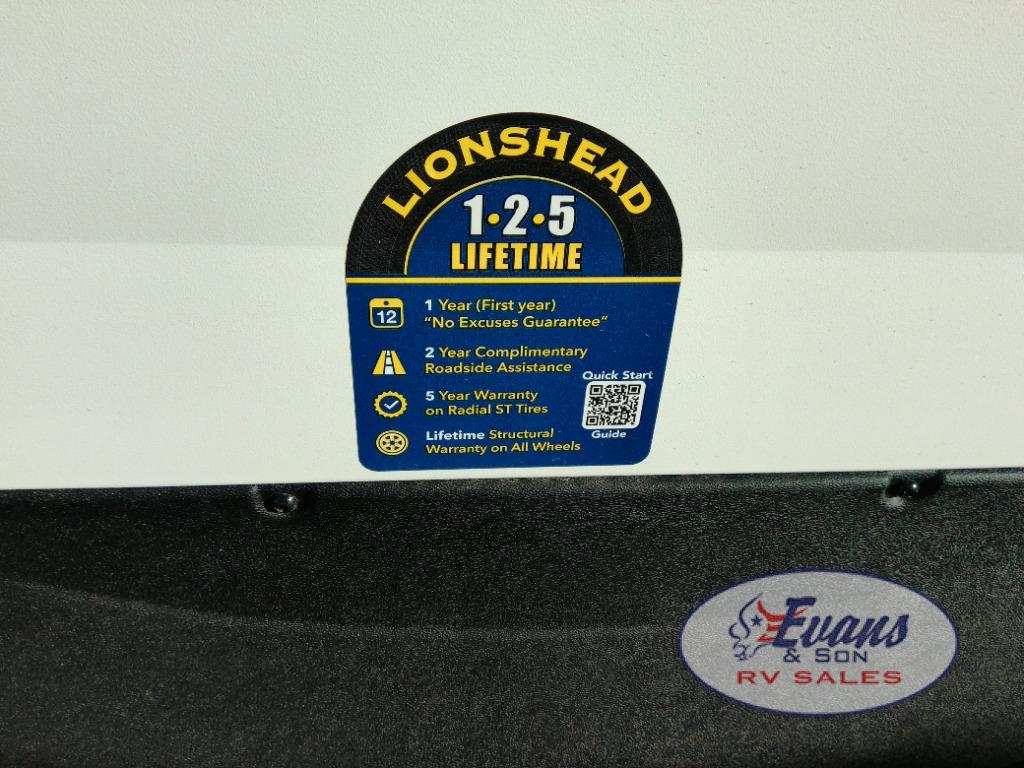 LIONSHEAD
1•2•5
LIFETIME
12
1 Year (First year)
"No Excuses Guarantee"
2 Year Complimentary
Roadside Assistance
Quick Start
5 Year Warranty
on Radial ST Tires
Guide
Lifetime Structural
Warranty on All Wheels
Evans
& SON
RV SALES